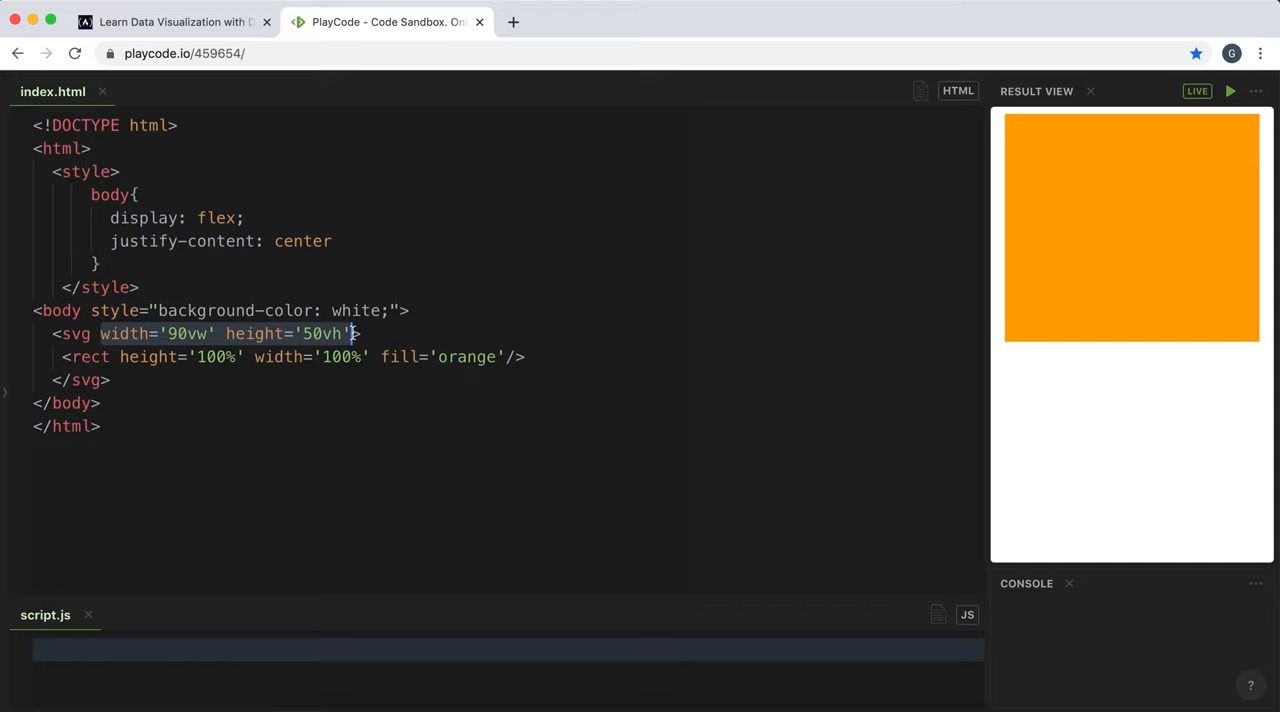 Learn Data Visualization with D
PlayCode - Code Sandbox. Onl
playcode.io/459654/
G
index.html
HTML
<!DOCTYPE html>
<html>
<style>
body{
display: flex;
justify-content: center
}
</style>
<body style="background-color: white;">
<svg width='90vw' height='50vh'>
<rect height='100%' width='100%' fill='orange'/>
</svg>
</body>
</html>
script.js
JS
RESULT VIEW
LIVE
CONSOLE
?